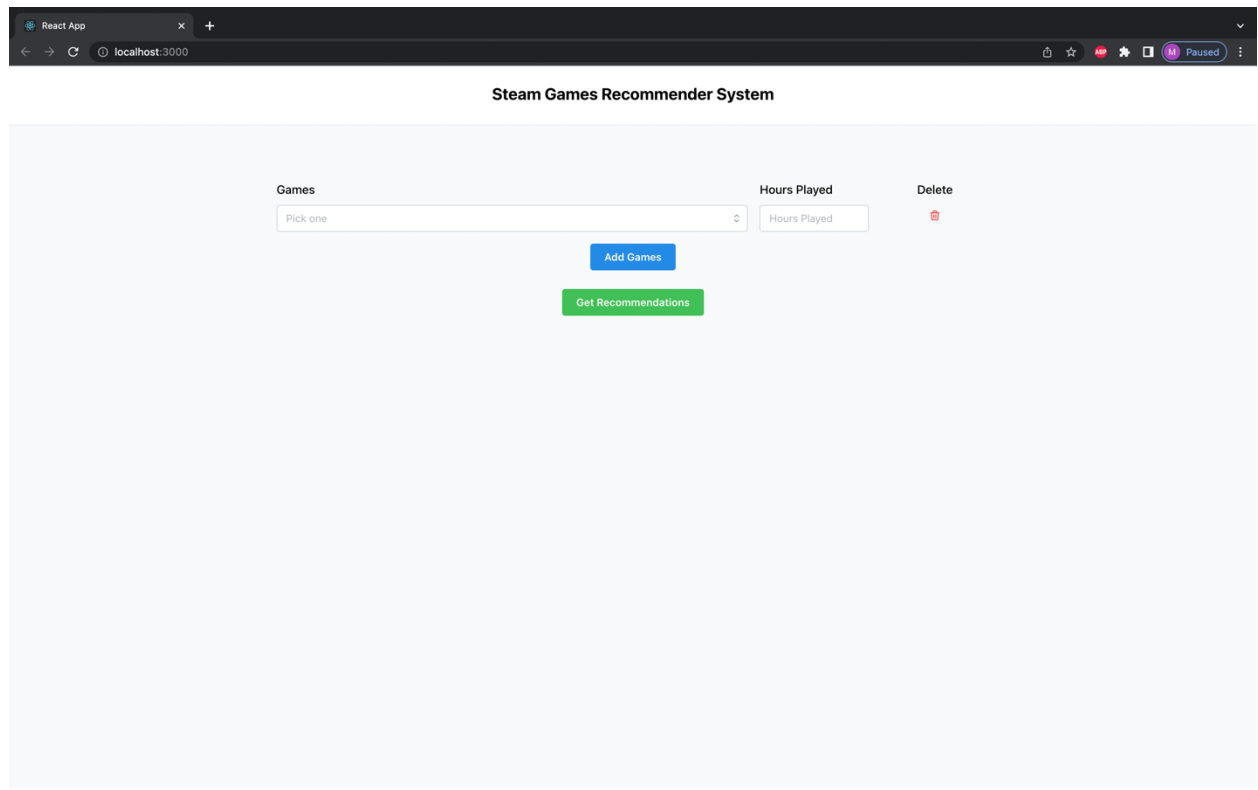 React App
localhost:3000
ABP
M Paused
Steam Games Recommender System
Games Hours Played Delete
Pick one Hours Played
Add Games
Get Recommendations